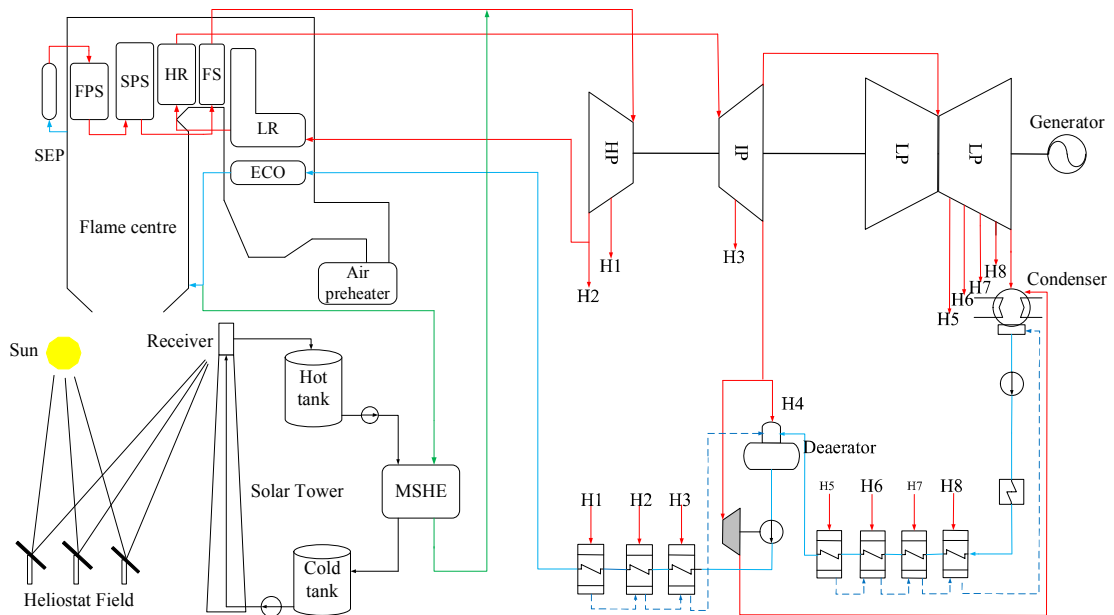 HR
FS
SPS
FPS
LR
SEP
ECO
HP
IP
LP
LP
Generator
Flame centre
H1
H2
H3
H8
H7
H6
H5
Condenser
Air
preheater
Receiver
Sun
Hot
tank
H4
Deaerator
MSHE
Solar Tower
H1
H2
H3
H5
H6
H7
H8
Cold
tank
Heliostat Field